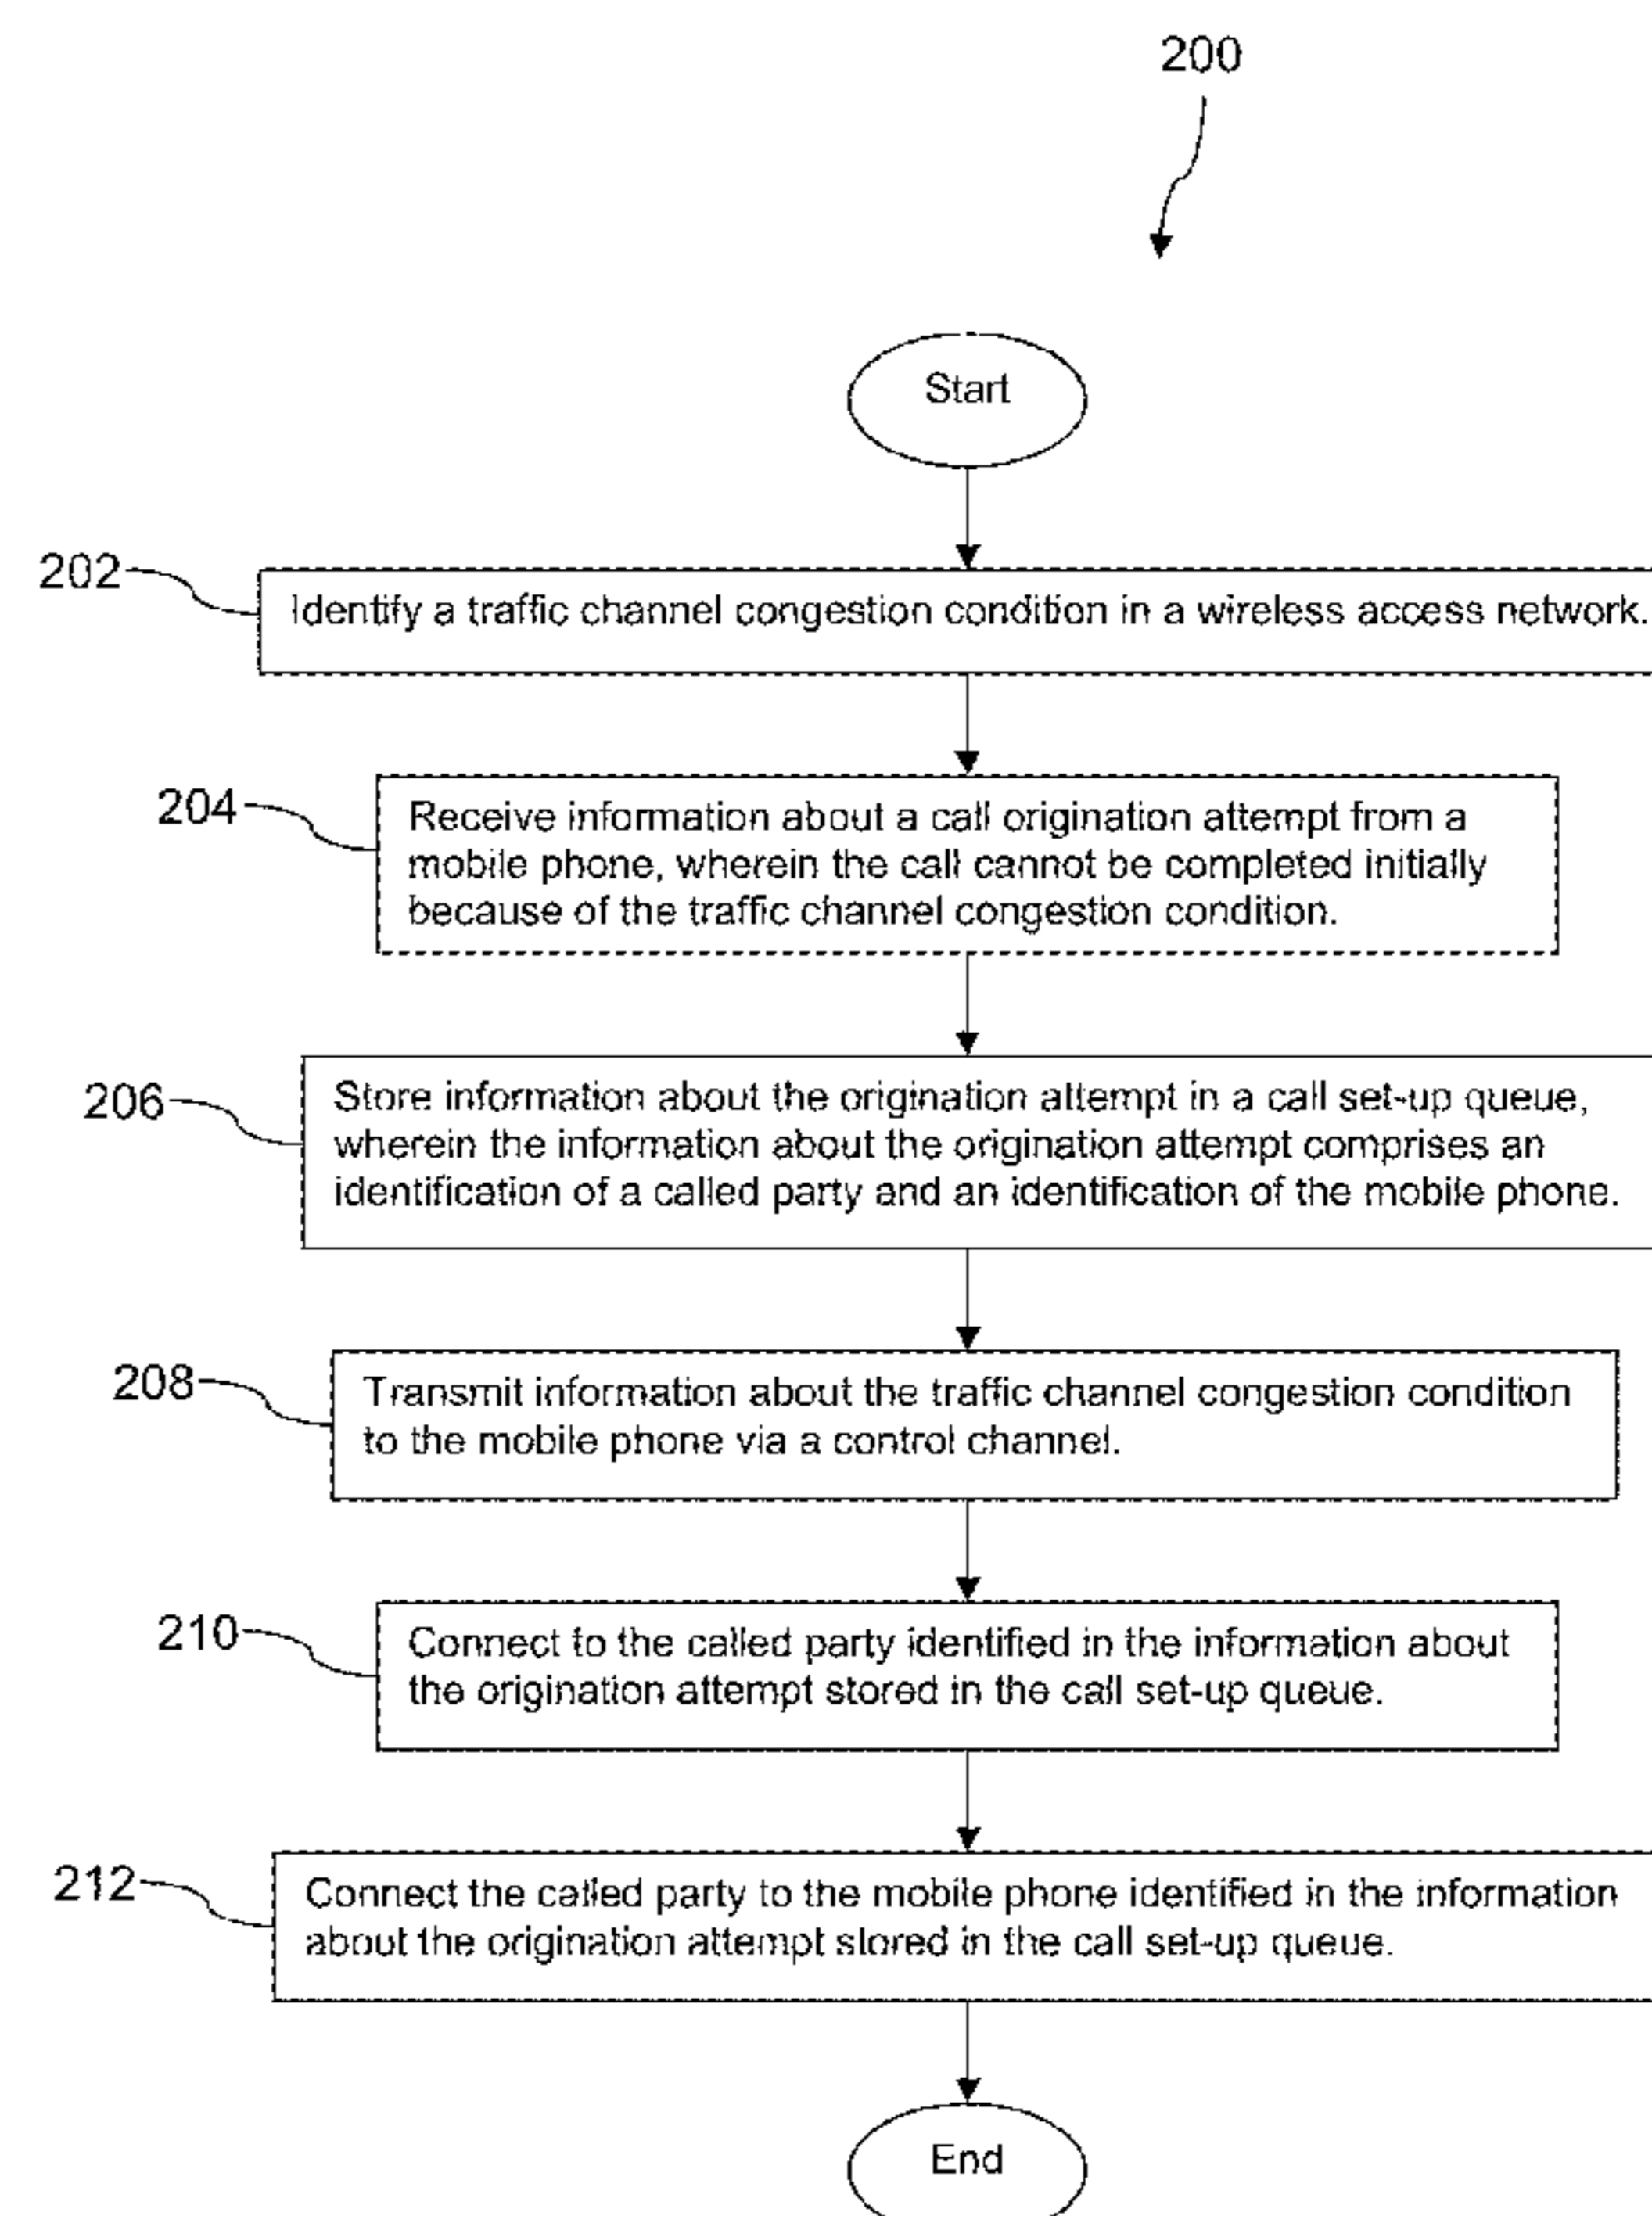 200
Start
202
Identify a traffic channel congestion condition in a wireless access network.
204
Receive information about a call origination attempt from a
mobile phone, wherein the call cannot be completed initially
because of the traffic channel congestion condition.
206
Store information about the origination attempt in a call set-up queue,
wherein the information about the origination attempt comprises an
identification of a called party and an identification of the mobile phone.
208
Transmit information about the traffic channel congestion condition
to the mobile phone via a control channel.
210
Connect to the called party identified in the information about
the origination attempt stored in the call set-up queue.
212
Connect the called party to the mobile phone identified in the information
about the origination attempt stored in the call set-up queue.
End